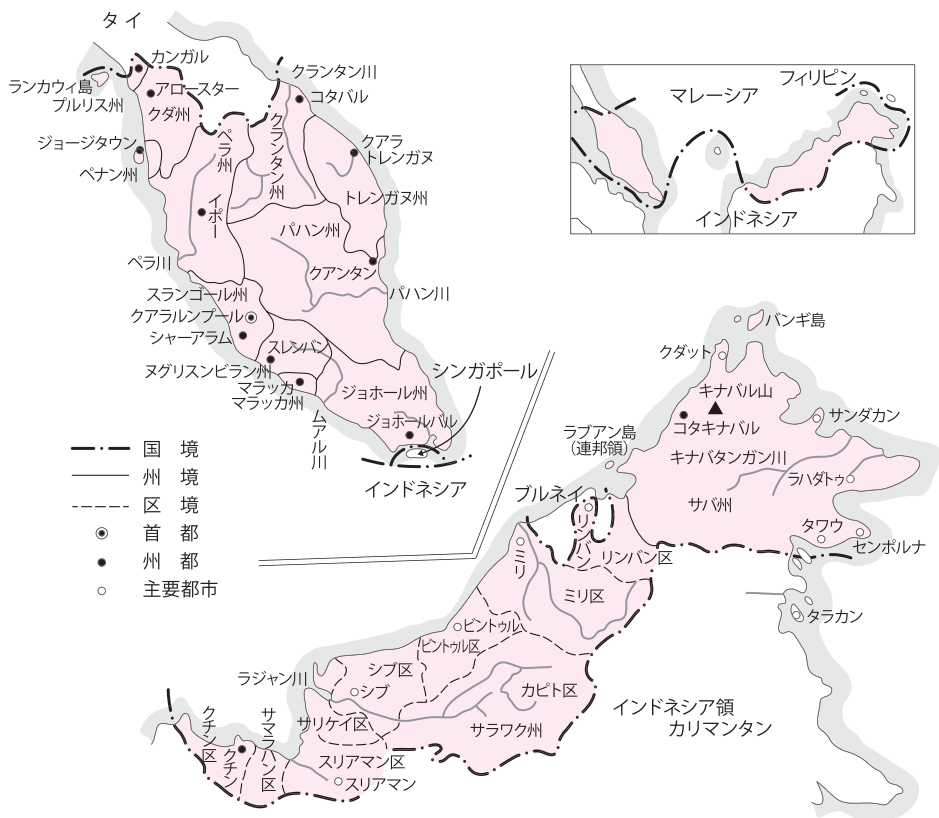 タイ
カンガル
ランカウィ島
プルリス州
アロースター
クダ州
クランタン川
コタバル
ジョージタウン
ペナン州
ペラ州
クランタン州
クアラ
トレンガヌ
トレンガヌ州
イポー
パハン州
クアンタン
ペラ川
パハン川
スランゴール州
クアラルンプール
シャーアラム
スレンバン
ヌグリスンビラン州
マラッカ
マラッカ州
ムアル川
ジョホール州
ジョホールバル
シンガポール
インドネシア
フィリピン
マレーシア
インドネシア
国境
州境
区境
首都
州都
主要都市
バンギ島
クダット
キナバル山
コタキナバル
サンダカン
ラブアン島
(連邦領)
キナバタンガン川
ラハダトゥ
サバ州
ブルネイ
リンバン
リンバン区
タワウ
センポルナ
ミリ
ミリ区
タラカン
ビントゥル
ビントゥル区
シブ区
シブ
ラジャン川
カピト区
サリケイ区
サラワク州
インドネシア領
カリマンタン
クチン区
クチン
サマラハン区
スリアマン区
スリアマン